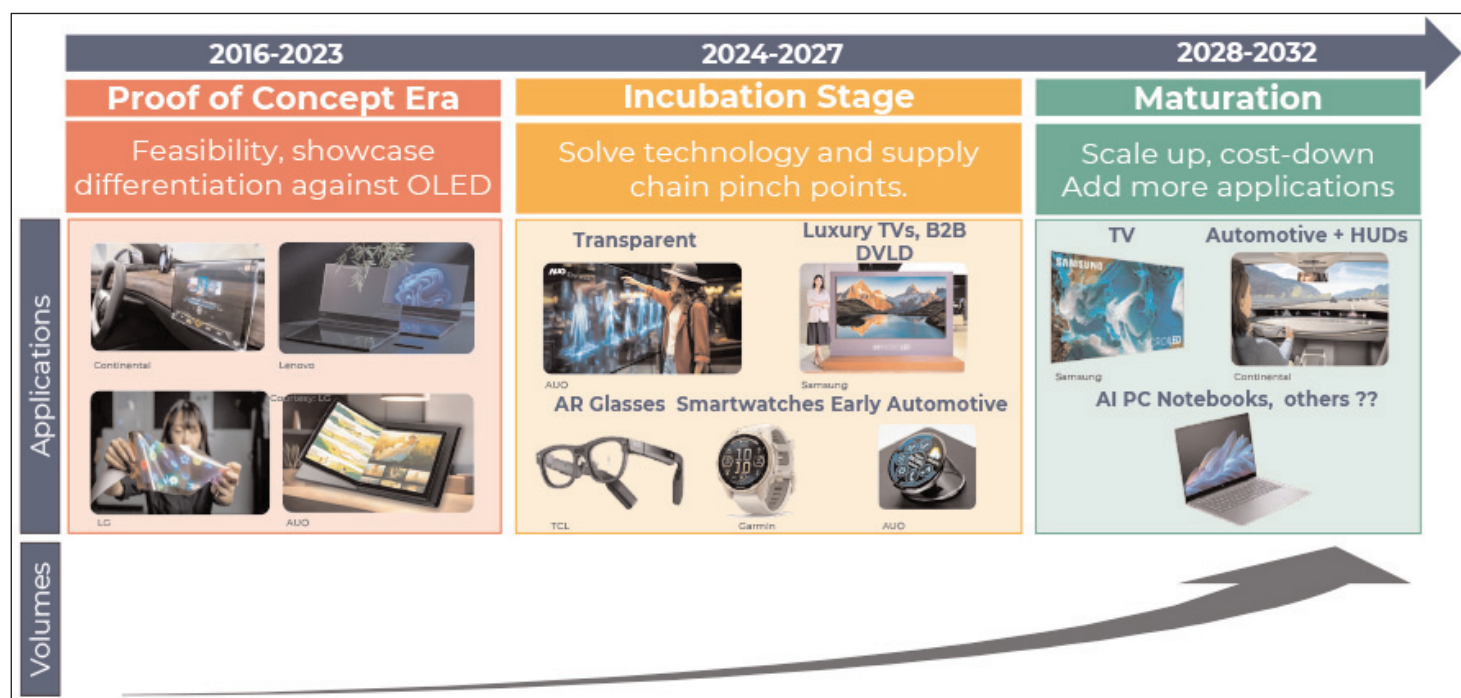 2016-2023
2024-2027
2028-2032
Proof of Concept Era
Incubation Stage
Maturation
Feasibility, showcase
differentiation against OLED
Solve technology and supply
chain pinch points.
Scale up, cost-down
Add more applications
Applications
Continental
Lenovo
Courtesy: LG
LG
AUO
Transparent
Luxury TVs, B2B
DVLD
AUO
AUO
Samsung
AR Glasses
Smartwatches
Early Automotive
TCL
Garmin
AUO
TV
Automotive + HUDs
SAMSUNG
Samsung
Continental
AI PC Notebooks, others ??
Volumes